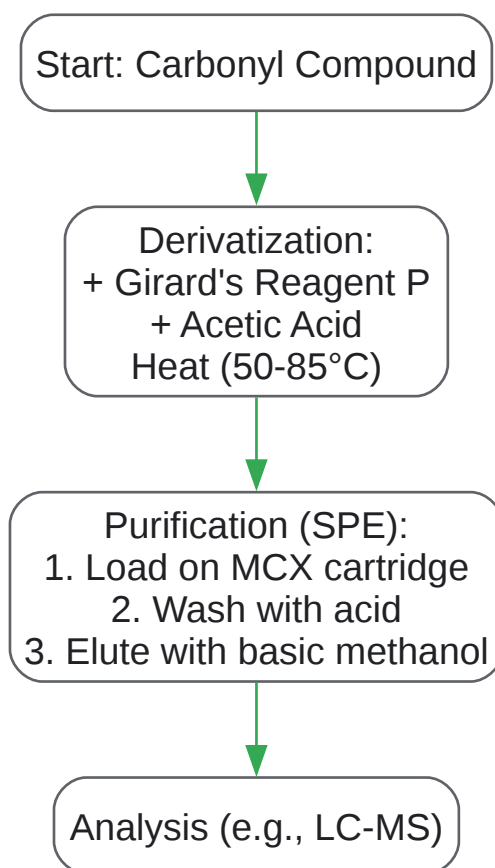 Start: Carbonyl Compound
Derivatization:
+ Girard's Reagent P
+ Acetic Acid
Heat (50-85°C)
Purification (SPE):
1. Load on MCX cartridge
2. Wash with acid
3. Elute with basic methanol
Analysis (e.g., LC-MS)